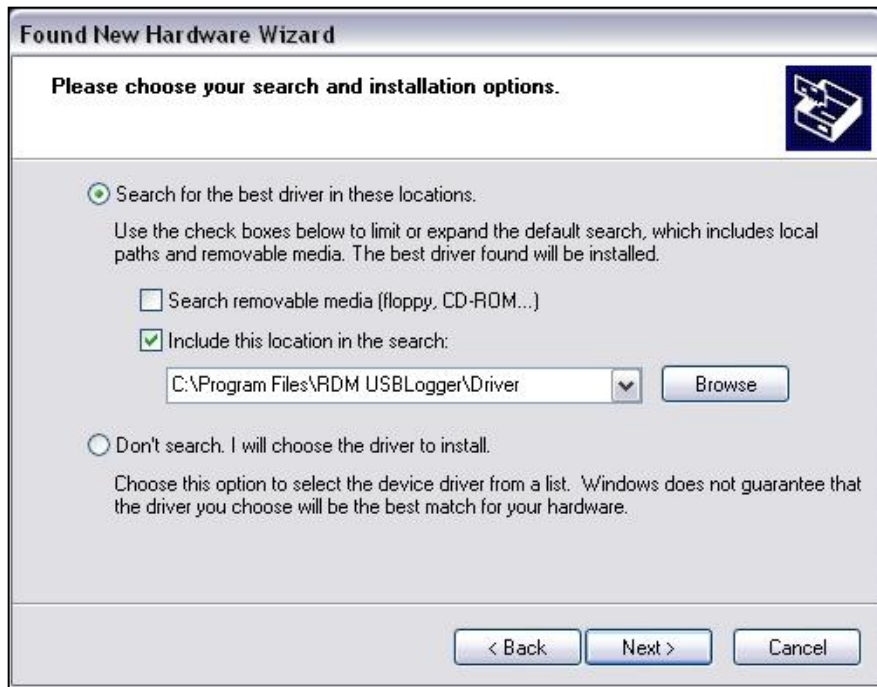 Found New Hardware Wizard
Please choose your search and installation options.
Search for the best driver in these locations.
Use the check boxes below to limit or expand the default search, which includes local
paths and removable media. The best driver found will be installed.
Search removable media (floppy, CD-ROM...)
Include this location in the search:
C:\Program Files\RDM USBLogger\Driver
Browse
Don't search. I will choose the driver to install.
Choose this option to select the device driver from a list. Windows does not guarantee that
the driver you choose will be the best match for your hardware.
< Back Next > Cancel